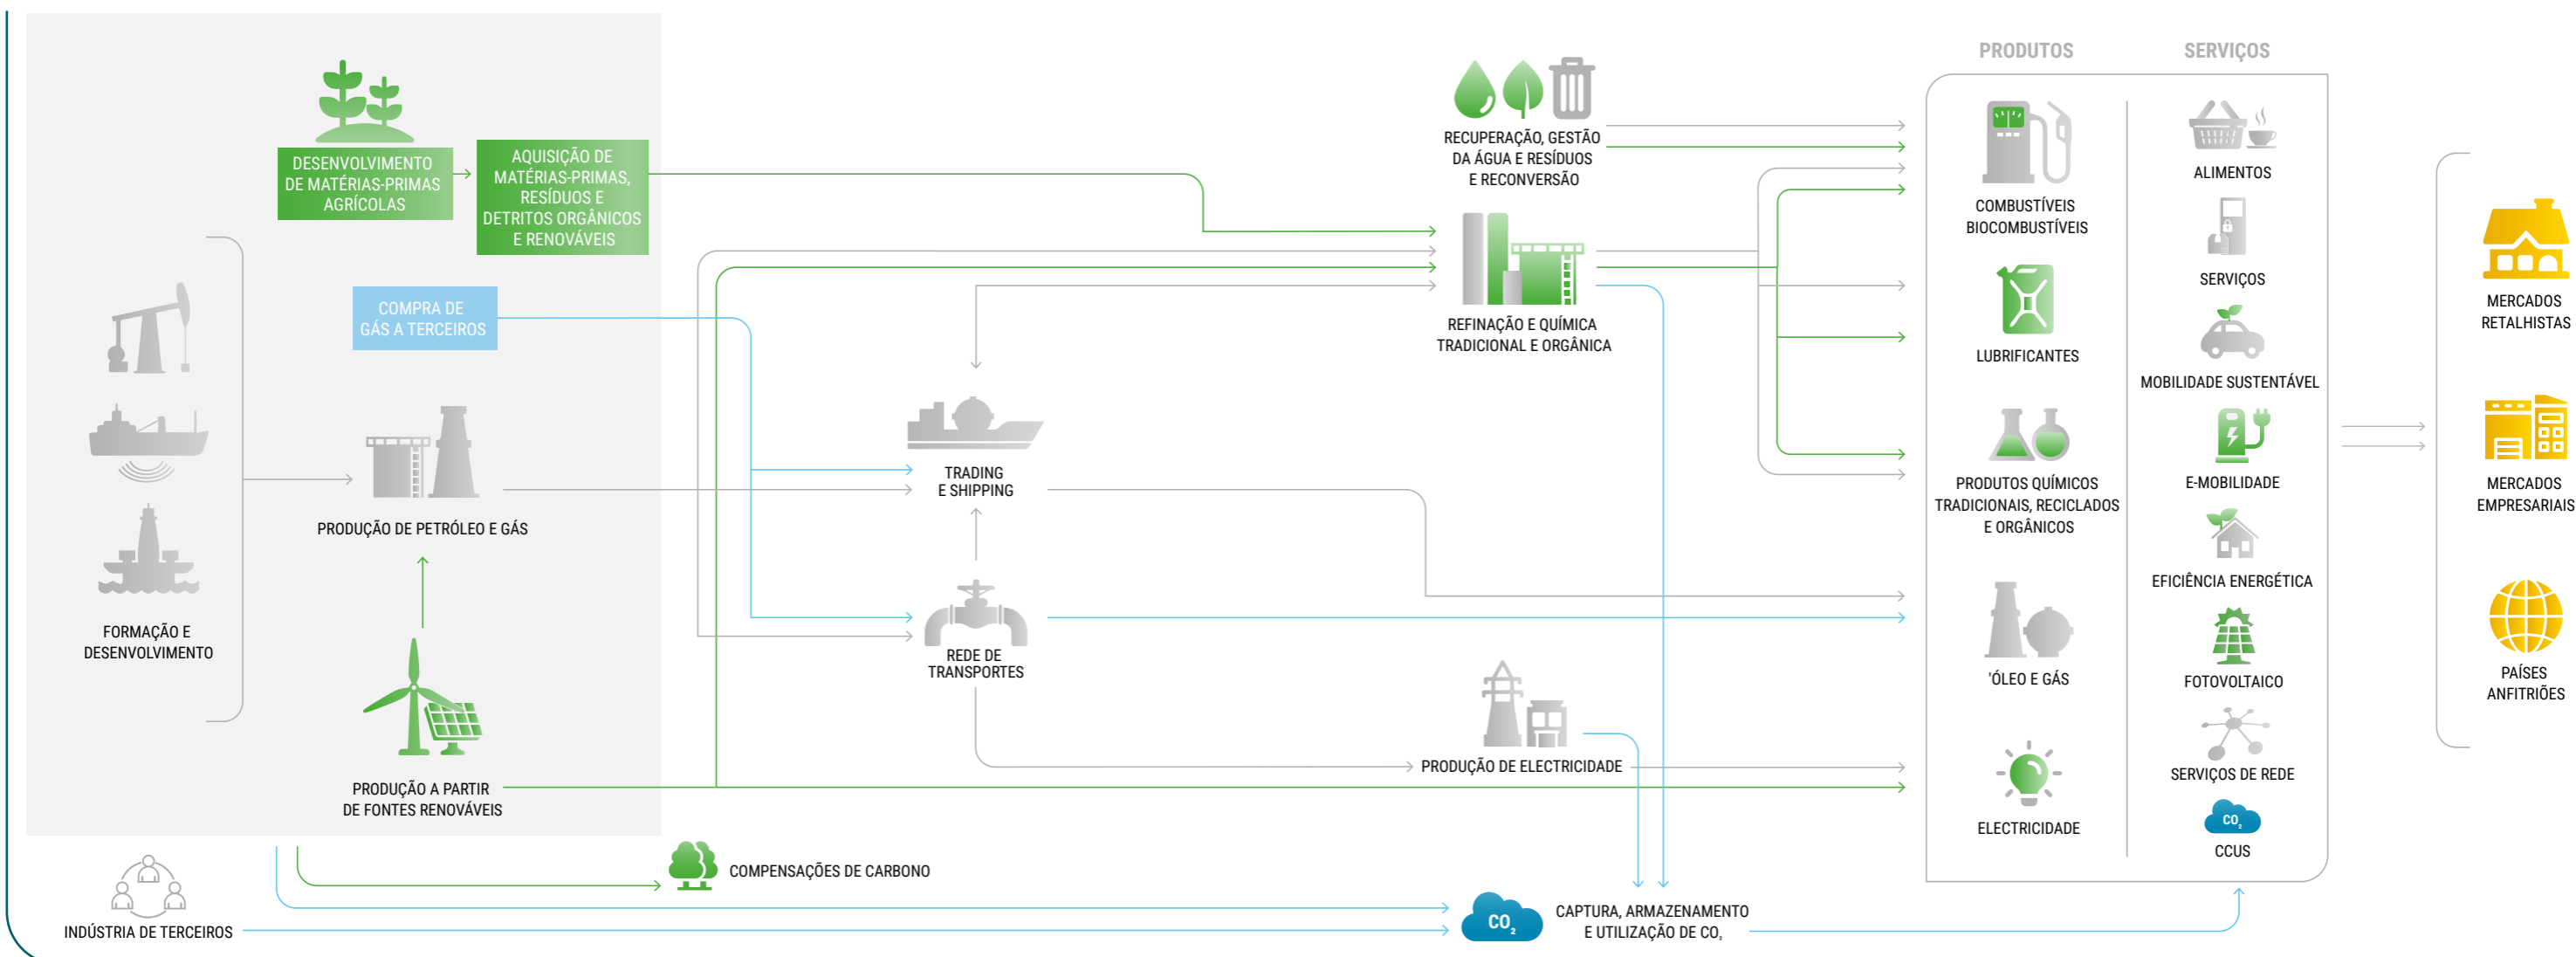 DESENVOLVIMENTO
DE MATÉRIAS-PRIMAS
AGRÍCOLAS
AQUISIÇÃO DE
MATÉRIAS-PRIMAS,
RESÍDUOS E
DETRITOS ORGÂNICOS
E RENOVÁVEIS
COMPRA DE
GÁS A TERCEIROS
FORMAÇÃO E
DESENVOLVIMENTO
PRODUÇÃO DE PETRÓLEO E GÁS
PRODUÇÃO A PARTIR
DE FONTES RENOVÁVEIS
INDÚSTRIA DE TERCEIROS
COMPENSAÇÕES DE CARBONO
TRADING
E SHIPPING
REDE DE
TRANSPORTES
RECUPERAÇÃO, GESTÃO
DA ÁGUA E RESÍDUOS
E RECONVERSÃO
REFINAÇÃO E QUÍMICA
TRADICIONAL E ORGÂNICA
PRODUÇÃO DE ELECTRICIDADE
CO₂
CAPTURA, ARMAZENAMENTO
E UTILIZAÇÃO DE CO₂
PRODUTOS
COMBUSTÍVEIS
BIOCOMBUSTÍVEIS
LUBRIFICANTES
PRODUTOS QUÍMICOS
TRADICIONAIS, RECICLADOS
E ORGÂNICOS
'ÓLEO E GÁS
ELECTRICIDADE
SERVIÇOS
ALIMENTOS
SERVIÇOS
MOBILIDADE SUSTENTÁVEL
E-MOBILIDADE
EFICIÊNCIA ENERGÉTICA
FOTOVOLTAICO
SERVIÇOS DE REDE
CO₂
CCUS
MERCADOS
RETALHISTAS
MERCADOS
EMPRESARIAIS
PAÍSES
ANFITRIÕES